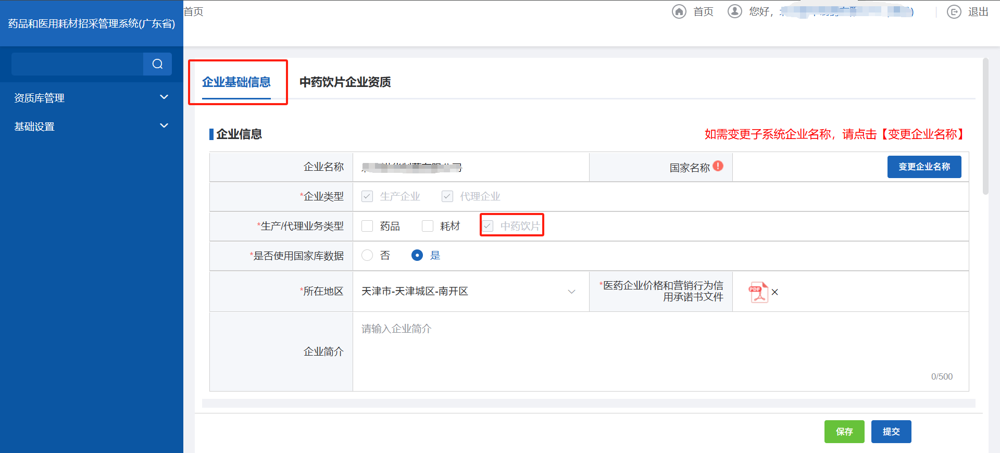 药品和医用耗材招采管理系统(广东省)
首页
首页
您好，
退出
资质库管理
基础设置
企业基础信息
中药饮片企业资质
企业信息
如需变更子系统企业名称，请点击【变更企业名称】
企业名称
国家名称
变更企业名称
*企业类型
生产企业
代理企业
*生产/代理业务类型
药品
耗材
中药饮片
*是否使用国家库数据
否
是
*所在地区
天津市-天津城区-南开区
*医药企业价格和营销行为信
用承诺书文件
PDF
企业简介
请输入企业简介
0/500
保存
提交